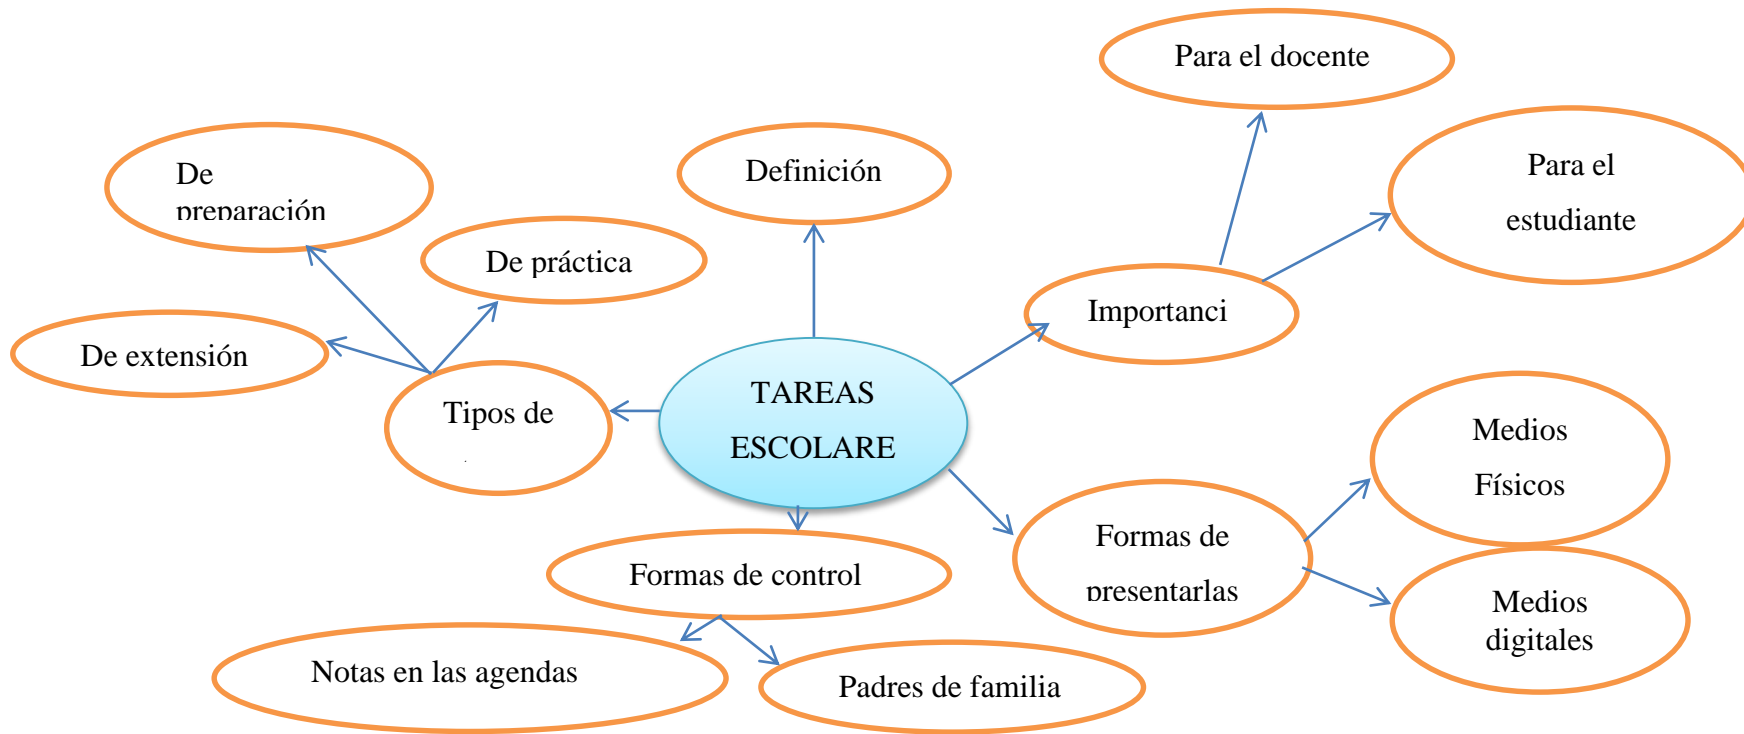 Para el docente
De
preparación
Definición
Para el
estudiante
De práctica
De extensión
Importanci
Tipos de
TAREAS
ESCOLARE
Medios
Físicos
Formas de
presentarlas
Formas de control
Medios
digitales
Notas en las agendas
Padres de familia